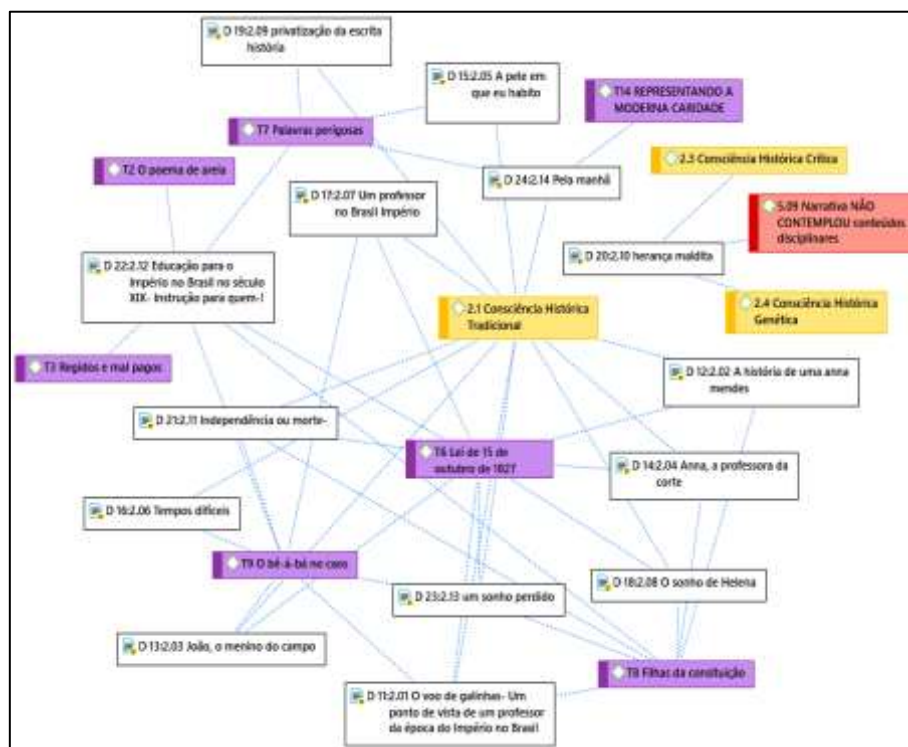 D 19:2.09 privatização da escrita
história
D 15:2.05 A pele em
que eu habito
T14 REPRESENTANDO A
MODERNA CARIDADE
T7 Palavras perigosas
T2 O poema de areia
2.3 Consciência Histórica Crítica
D 24:2.14 Pela manhã
D 17:2.07 Um professor
no Brasil Império
5.09 Narrativa NÃO
CONTEMPLOU conteúdos
disciplinares
D 20:2.10 herança maldita
D 22:2.12 Educação para o
Império no Brasil no século
XIX- Instrução para quem-!
2.4 Consciência Histórica
Genética
2.1 Consciência Histórica
Tradicional
T3 Regidos e mal pagos
D 12:2.02 A história de uma anna
mendes
D 21:2.11 Independência ou morte-
T6 Lei de 15 de
outubro de 1827
D 14:2.04 Anna, a professora da
corte
D 16:2.06 Tempos difíceis
T9 O bê-á-bá no caro
D 18:2.08 O sonho de Helena
D 23:2.13 um sonho perdido
D 13:2.03 João, o menino do campo
T8 Filhas da constituição
D 11:2.01 O voo de galinhas- Um
ponto de vista de um professor
da época do Império no Brasil